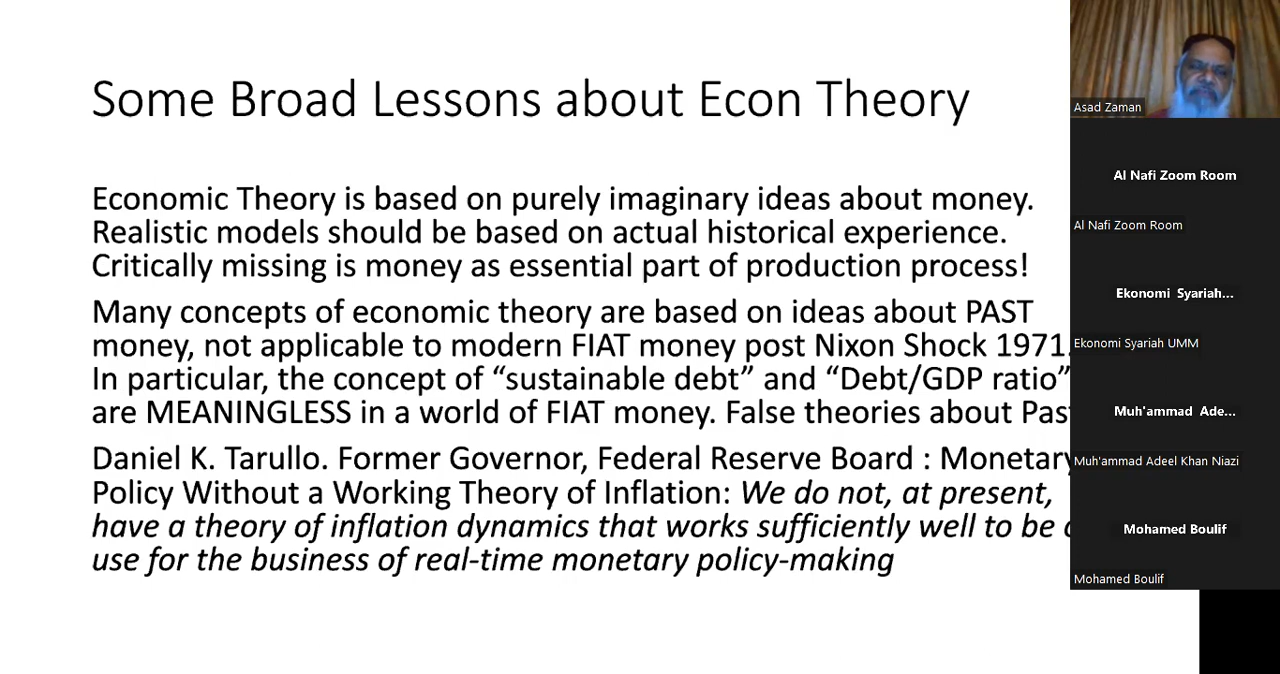 Some Broad Lessons about Econ Theory
Economic Theory is based on purely imaginary ideas about money.
Realistic models should be based on actual historical experience.
Critically missing is money as essential part of production process!
Many concepts of economic theory are based on ideas about PAST
money, not applicable to modern FIAT money post Nixon Shock 1971.
In particular, the concept of “sustainable debt” and “Debt/GDP ratio”
are MEANINGLESS in a world of FIAT money. False theories about Past
Daniel K. Tarullo. Former Governor, Federal Reserve Board : Monetary
Policy Without a Working Theory of Inflation: We do not, at present,
have a theory of inflation dynamics that works sufficiently well to be
use for the business of real-time monetary policy-making
Asad Zaman
Al Nafi Zoom Room
Al Nafi Zoom Room
Ekonomi Syariah...
Ekonomi Syariah UMM
Muh'ammad Ade...
Muh'ammad Adeel Khan Niazi
Mohamed Boulif
Mohamed Boulif